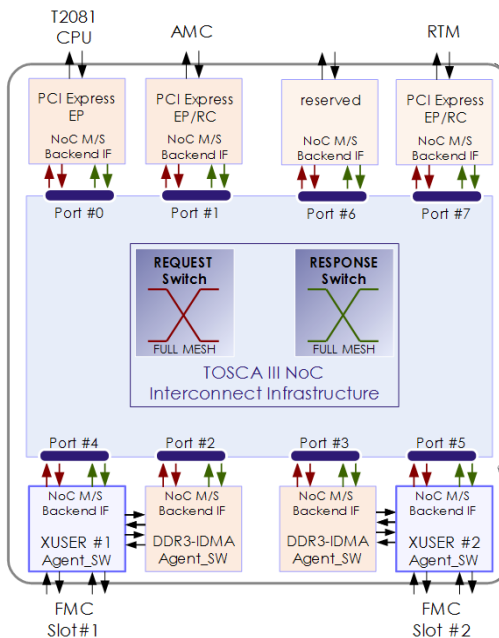 T2081
CPU
AMC
RTM
PCI Express
EP
NoC M/S
Backend IF
PCI Express
EP/RC
NoC M/S
Backend IF
reserved
NoC M/S
Backend IF
PCI Express
EP/RC
NoC M/S
Backend IF
Port #0
Port #1
Port #6
Port #7
REQUEST
Switch
FULL MESH
RESPONSE
Switch
FULL MESH
TOSCA III NoC
Interconnect Infrastructure
Port #4
Port #2
Port #3
Port #5
NoC M/S
Backend IF
XUSER #1
Agent_SW
NoC M/S
Backend IF
DDR3-IDMA
Agent_SW
NoC M/S
Backend IF
DDR3-IDMA
Agent_SW
NoC M/S
Backend IF
XUSER #2
Agent_SW
FMC
Slot#1
FMC
Slot #2